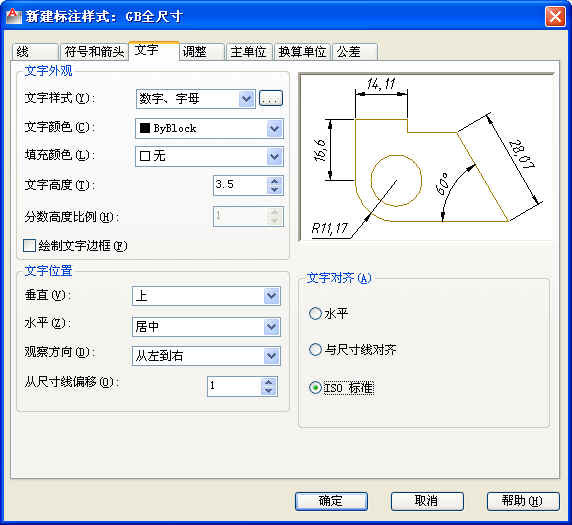 新建标注样式: GB全尺寸
线 符号和箭头 文字 调整 主单位 换算单位 公差
文字外观
文字样式(Y): 数字、字母 ...
文字颜色(C): ByBlock
填充颜色(L): 无
文字高度(T): 3.5
分数高度比例(H): 1
绘制文字边框(F)
14,11
16,6
28,07
60°
R11,17
文字位置
垂直(V): 上
水平(Z): 居中
观察方向(D): 从左到右
从尺寸线偏移(O): 1
文字对齐(A)
水平
与尺寸线对齐
ISO 标准
确定 取消 帮助(H)